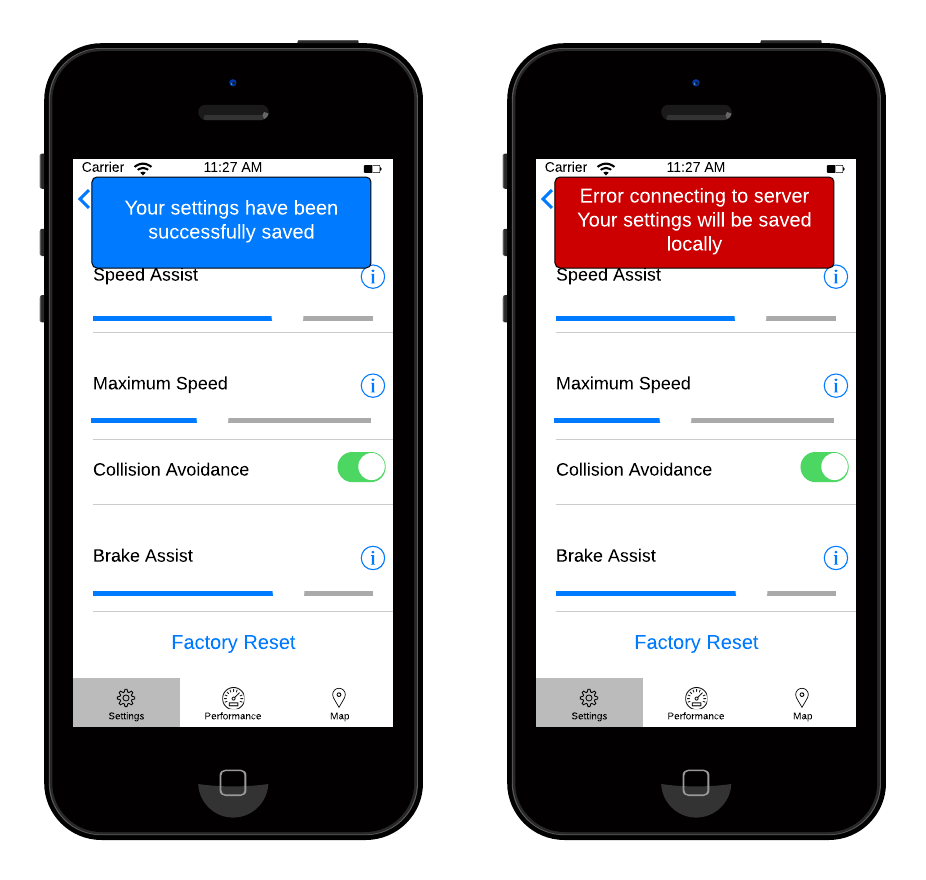 Carrier 11:27 AM
Your settings have been
successfully saved
Speed Assist
i
Maximum Speed
i
Collision Avoidance
Brake Assist
i
Factory Reset
Settings Performance Map
Carrier 11:27 AM
Error connecting to server
Your settings will be saved
locally
Speed Assist
i
Maximum Speed
i
Collision Avoidance
Brake Assist
i
Factory Reset
Settings Performance Map